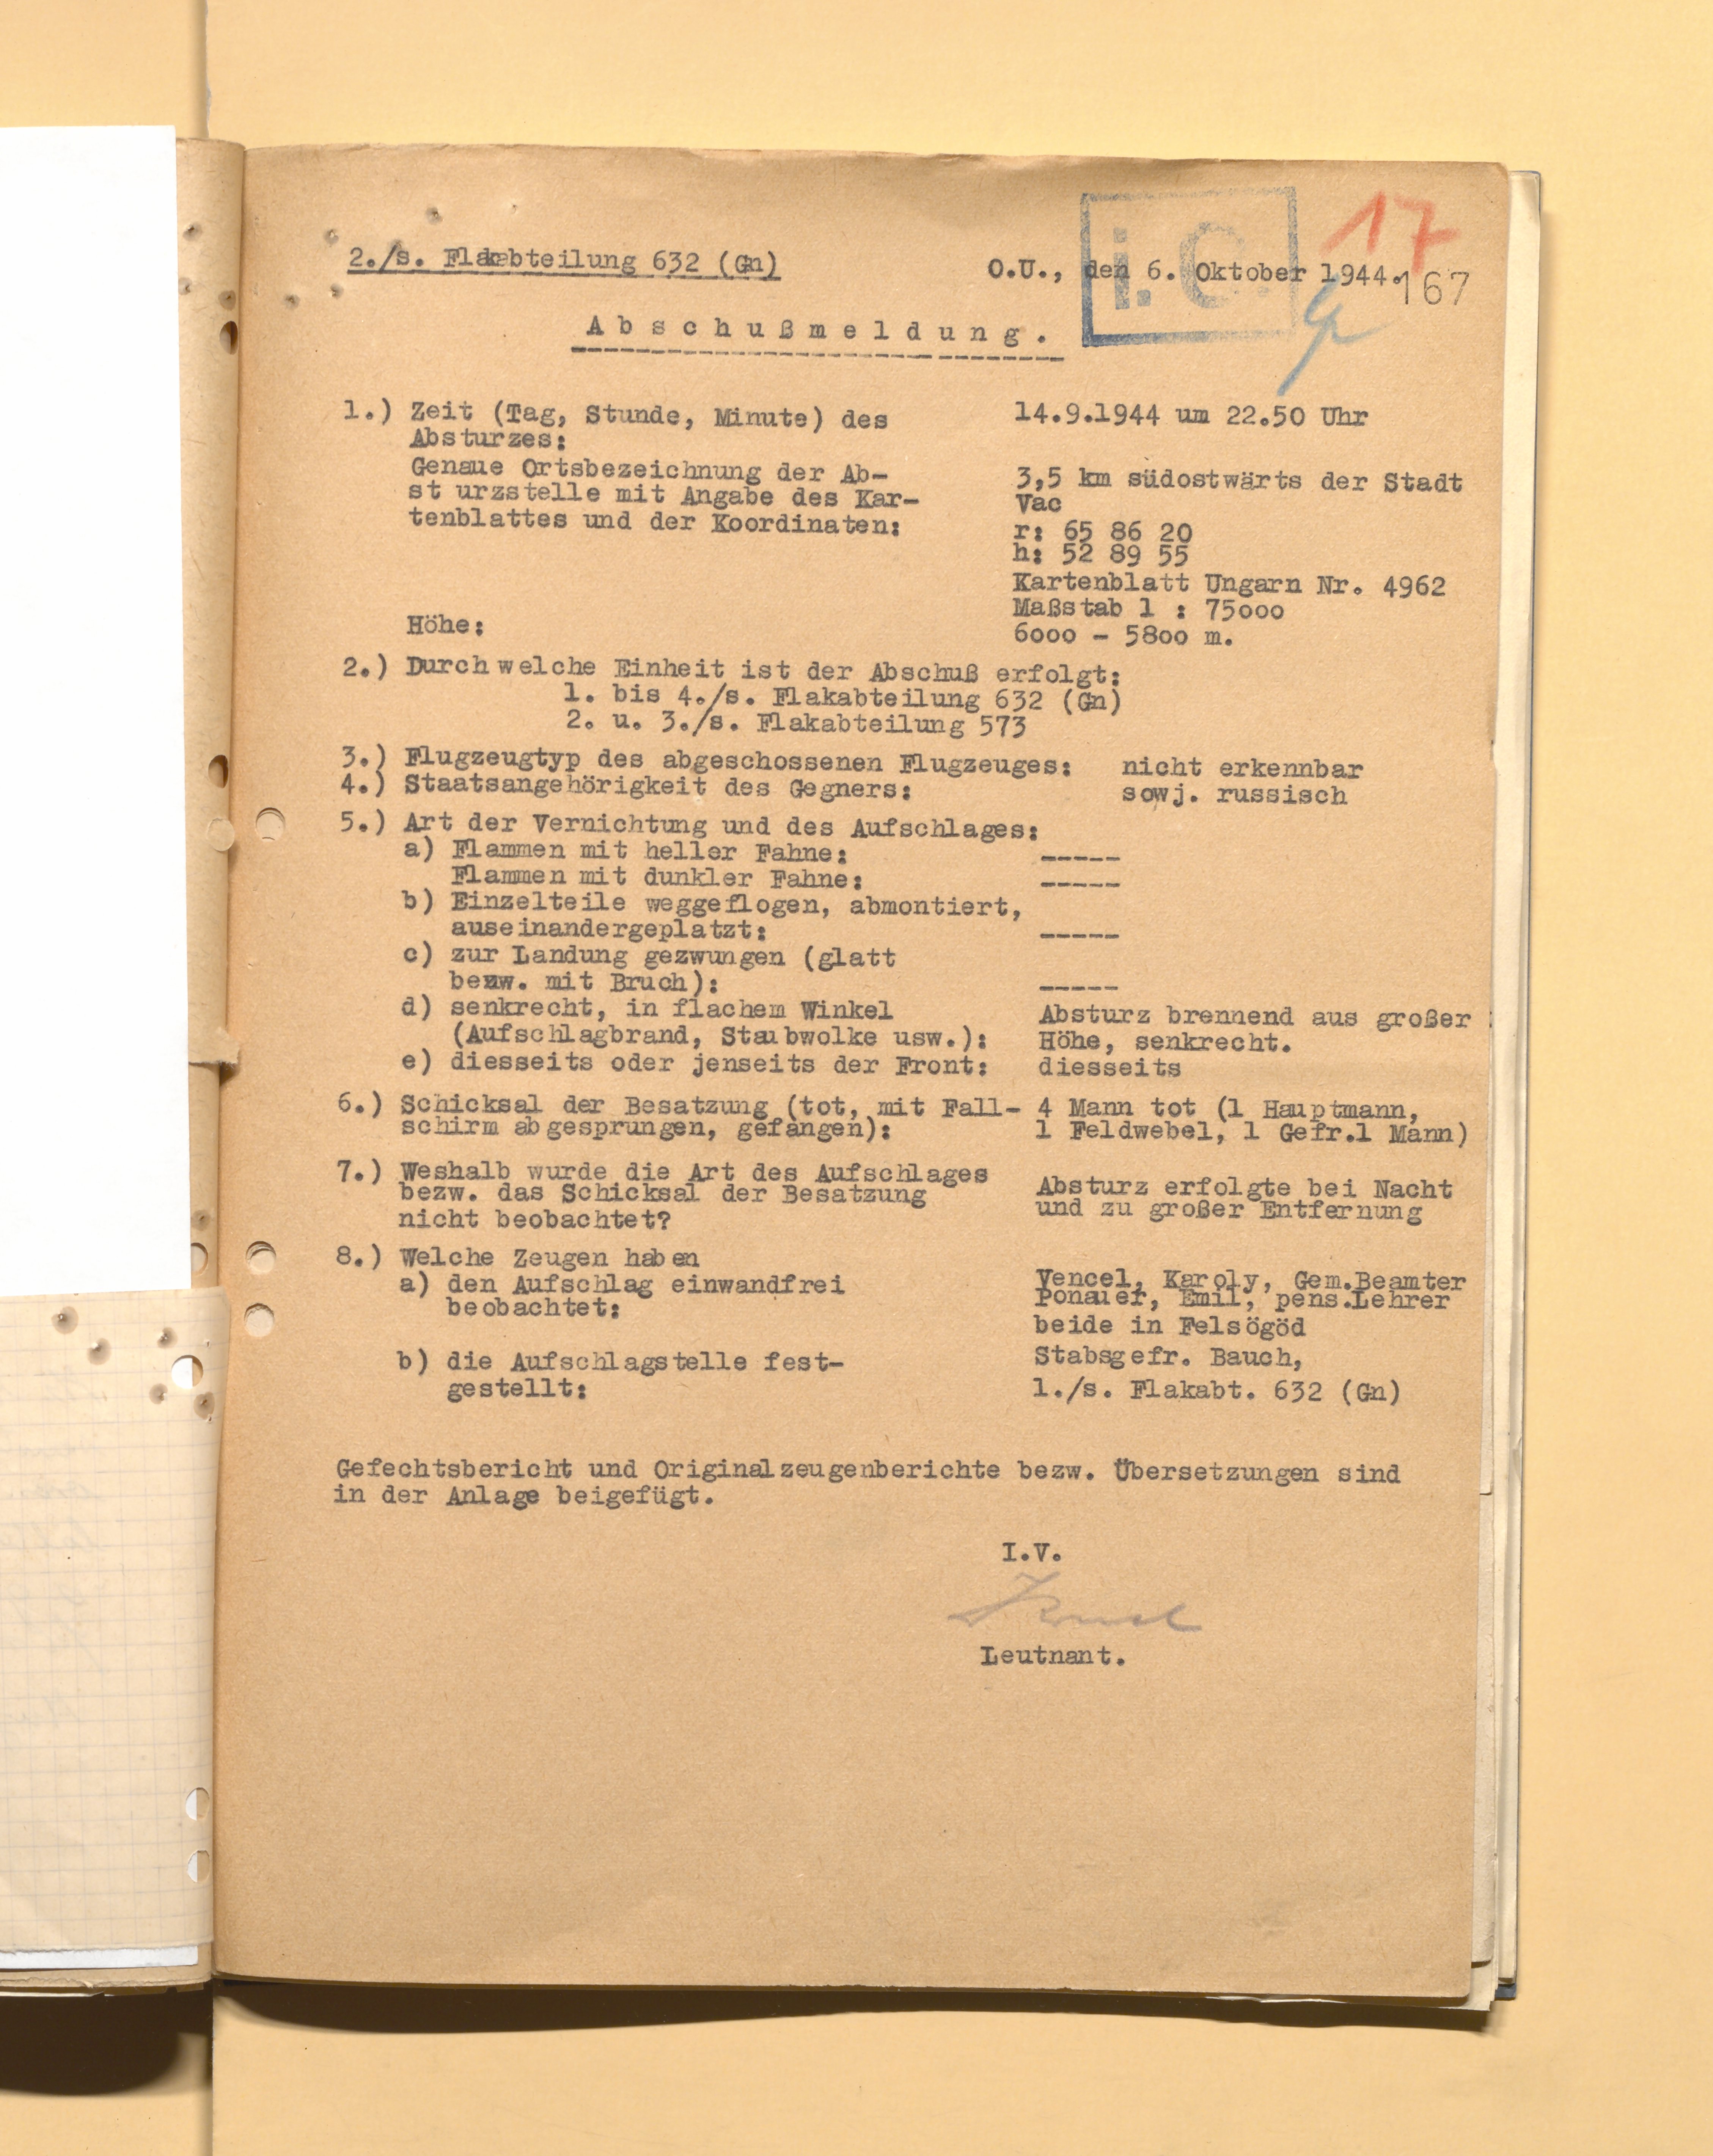 17
2./s. Flakabteilung 632 (Gn)
O.U., den 6. Oktober 1944.
167
i. C.
Abschußmeldung.
1.) Zeit (Tag, Stunde, Minute) des 14.9.1944 um 22.50 Uhr
Absturzes:
Genaue Ortsbezeichnung der Ab- 3,5 km südostwärts der Stadt
st urzstelle mit Angabe des Kar- Vac
tenblattes und der Koordinaten: r: 65 86 20
h: 52 89 55
Kartenblatt Ungarn Nr. 4962
Maßstab 1 : 75000
Höhe: 6000 - 5800 m.
2.) Durch welche Einheit ist der Abschuß erfolgt:
1. bis 4./s. Flakabteilung 632 (Gn)
2. u. 3./s. Flakabteilung 573
3.) Flugzeugtyp des abgeschossenen Flugzeuges: nicht erkennbar
4.) Staatsangehörigkeit des Gegners: sowj. russisch
5.) Art der Vernichtung und des Aufschlages:
a) Flammen mit heller Fahne: -----
Flammen mit dunkler Fahne: -----
b) Einzelteile weggeflogen, abmontiert,
auseinandergeplatzt: -----
c) zur Landung gezwungen (glatt
bezw. mit Bruch): -----
d) senkrecht, in flachem Winkel Absturz brennend aus großer
(Aufschlagbrand, Staubwolke usw.): Höhe, senkrecht.
e) diesseits oder jenseits der Front: diesseits
6.) Schicksal der Besatzung (tot, mit Fall- 4 Mann tot (1 Hauptmann,
schirm abgesprungen, gefangen): 1 Feldwebel, 1 Gefr.1 Mann)
7.) Weshalb wurde die Art des Aufschlages Absturz erfolgte bei Nacht
bezw. das Schicksal der Besatzung und zu großer Entfernung
nicht beobachtet?
8.) Welche Zeugen haben
a) den Aufschlag einwandfrei Vencel, Karoly, Gem.Beamter
beobachtet: Ponauer, Emil, pens.Lehrer
beide in Felsögöd
b) die Aufschlagstelle fest- Stabsgefr. Bauch,
gestellt: 1./s. Flakabt. 632 (Gn)
Gefechtsbericht und Originalzeugenberichte bezw. Übersetzungen sind
in der Anlage beigefügt.
I.V.
Leutnant.